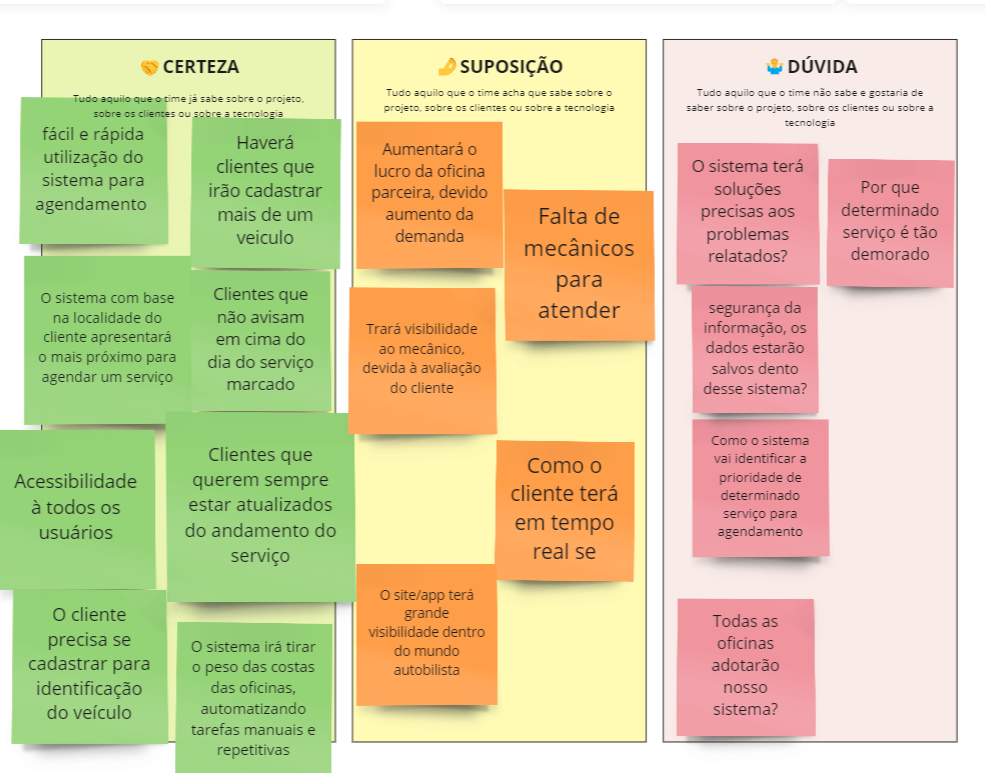 CERTEZA
Tudo aquilo que o time já sabe sobre o projeto,
sobre os clientes ou sobre a tecnologia
fácil e rápida
utilização do
sistema para
agendamento
Haverá
clientes que
irão cadastrar
mais de um
veiculo
O sistema com base
na localidade do
cliente apresentará
o mais próximo para
agendar um serviço
Clientes que
não avisam
em cima do
dia do serviço
marcado
Acessibilidade
à todos os
usuários
Clientes que
querem sempre
estar atualizados
do andamento do
serviço
O cliente
precisa se
cadastrar para
identificação
do veículo
O sistema irá tirar
o peso das costas
das oficinas,
automatizando
tarefas manuais e
repetitivas
SUPOSIÇÃO
Tudo aquilo que o time acha que sabe sobre o
projeto, sobre os clientes ou sobre a tecnologia
Aumentará o
lucro da oficina
parceira, devido
aumento da
demanda
Falta de
mecânicos
para
atender
Trará visibilidade
ao mecânico,
devida à avaliação
do cliente
Como o
cliente terá
em tempo
real se
O site/app terá
grande
visibilidade dentro
do mundo
autobilista
DÚVIDA
Tudo aquilo que o time não sabe e gostaria de
saber sobre o projeto, sobre os clientes ou sobre a
tecnologia
O sistema terá
soluções
precisas aos
problemas
relatados?
Por que
determinado
serviço é tão
demorado
segurança da
informação, os
dados estarão
salvos dento
desse sistema?
Como o sistema
vai identificar a
prioridade de
determinado
serviço para
agendamento
Todas as
oficinas
adotarão
nosso
sistema?